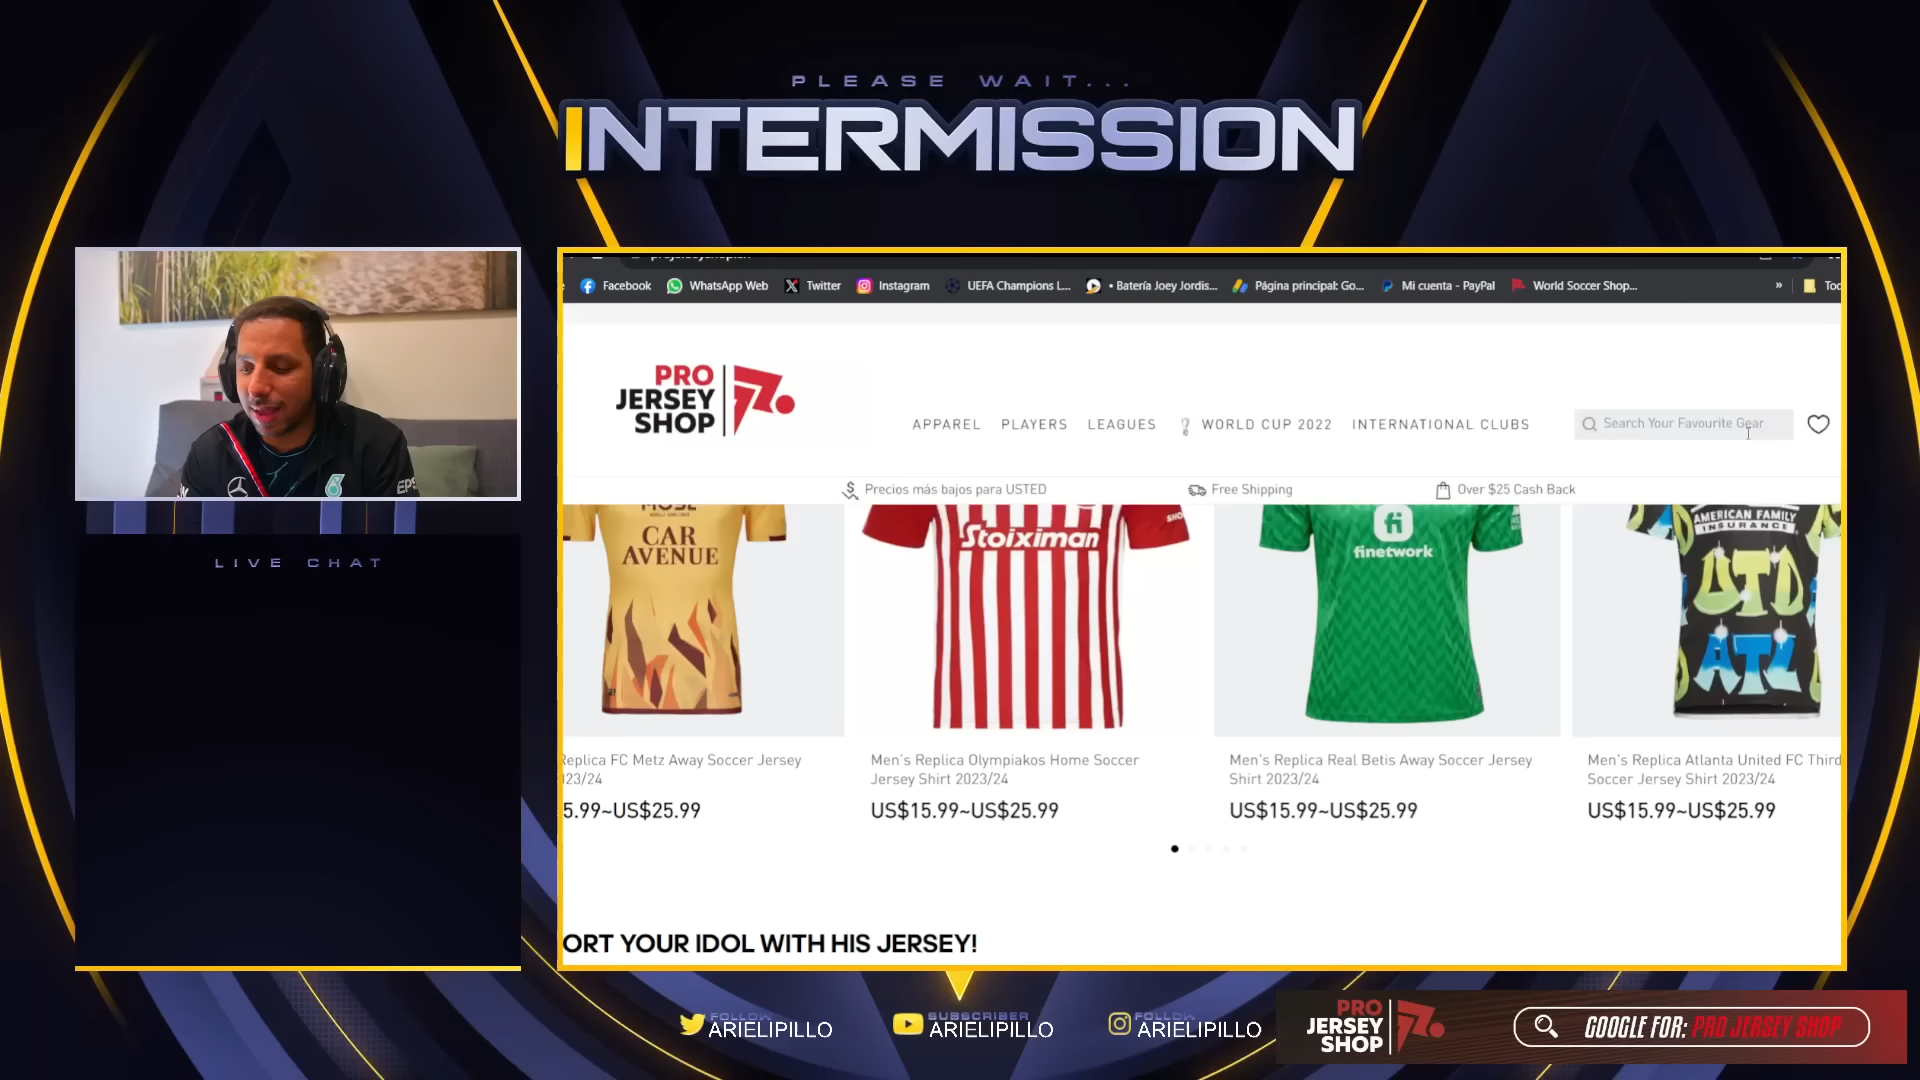 PLEASE WAIT...
INTERMISSION
Facebook
WhatsApp Web
Twitter
Instagram
UEFA Champions L...
• Batería Joey Jordis...
Página principal: Go...
Mi cuenta - PayPal
World Soccer Shop...
»
PRO
JERSEY
SHOP
APPAREL
PLAYERS
LEAGUES
WORLD CUP 2022
INTERNATIONAL CLUBS
Search Your Favourite Gear
Precios más bajos para USTED
Free Shipping
Over $25 Cash Back
CAR
AVENUE
Stoiximan
fi
finetwork
AMERICAN FAMILY
INSURANCE
UTD
ATL
Replica FC Metz Away Soccer Jersey
023/24
5.99~US$25.99
Men's Replica Olympiakos Home Soccer
Jersey Shirt 2023/24
US$15.99~US$25.99
Men's Replica Real Betis Away Soccer Jersey
Shirt 2023/24
US$15.99~US$25.99
Men's Replica Atlanta United FC Third
Soccer Jersey Shirt 2023/24
US$15.99~US$25.99
ORT YOUR IDOL WITH HIS JERSEY!
LIVE CHAT
FOLLOW
ARIELIPILLO
SUBSCRIBER
ARIELIPILLO
FOLLOW
ARIELIPILLO
PRO
JERSEY
SHOP
GOOGLE FOR: PRO JERSEY SHOP